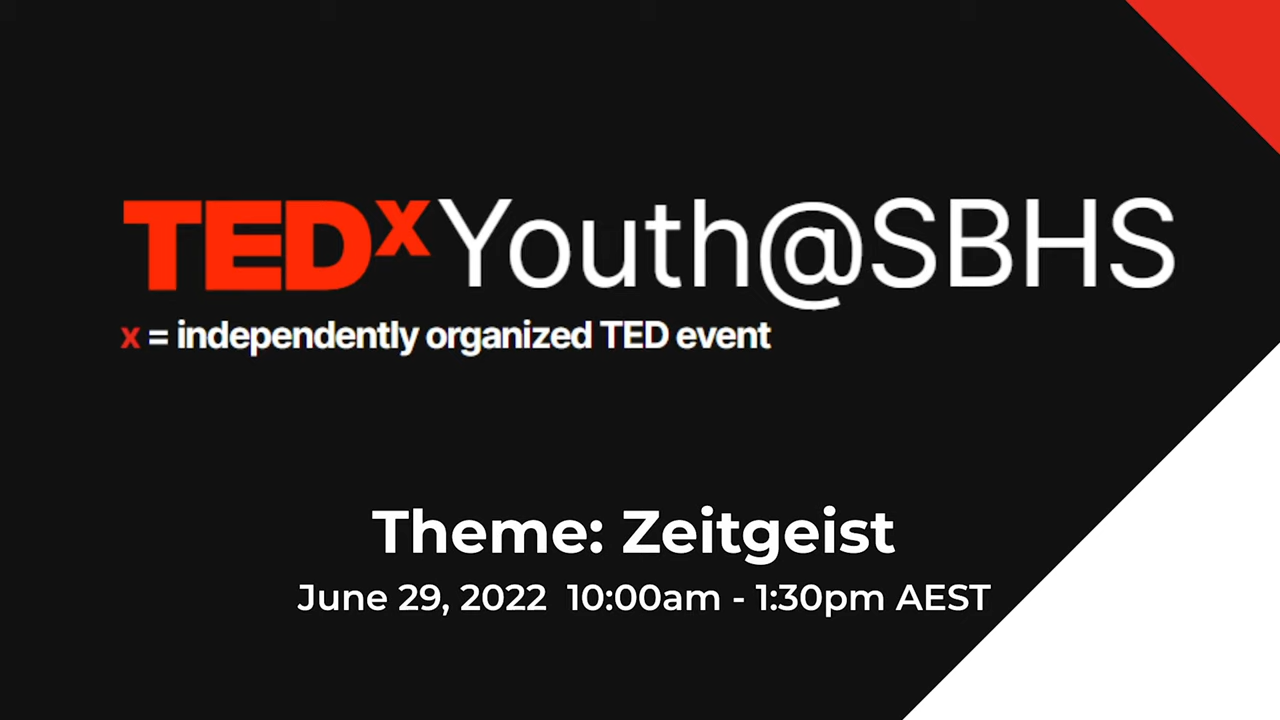 TEDxYouth@SBHS
x = independently organized TED event
Theme: Zeitgeist
June 29, 2022 10:00am - 1:30pm AEST